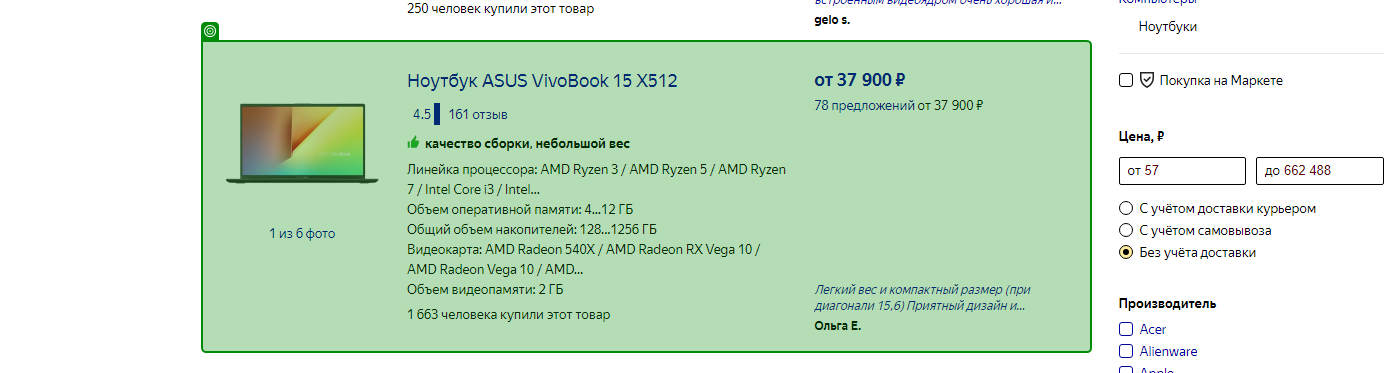 250 человек купили этот товар
встроенным видеоядром очень хорошая и...
gelo s.
Компьютеры
Ноутбуки
Ноутбук ASUS VivoBook 15 X512
4.5 161 отзыв
качество сборки, небольшой вес
Линейка процессора: AMD Ryzen 3 / AMD Ryzen 5 / AMD Ryzen
7 / Intel Core i3 / Intel...
Объем оперативной памяти: 4...12 ГБ
Общий объем накопителей: 128...1256 ГБ
Видеокарта: AMD Radeon 540X / AMD Radeon RX Vega 10 /
AMD Radeon Vega 10 / AMD...
Объем видеопамяти: 2 ГБ
1 663 человека купили этот товар
1 из 6 фото
от 37 900 ₽
78 предложений от 37 900 ₽
Легкий вес и компактный размер (при
диагонали 15,6) Приятный дизайн и...
Ольга Е.
Покупка на Маркете
Цена, ₽
от 57
до 662 488
С учётом доставки курьером
С учётом самовывоза
Без учёта доставки
Производитель
Acer
Alienware
Apple